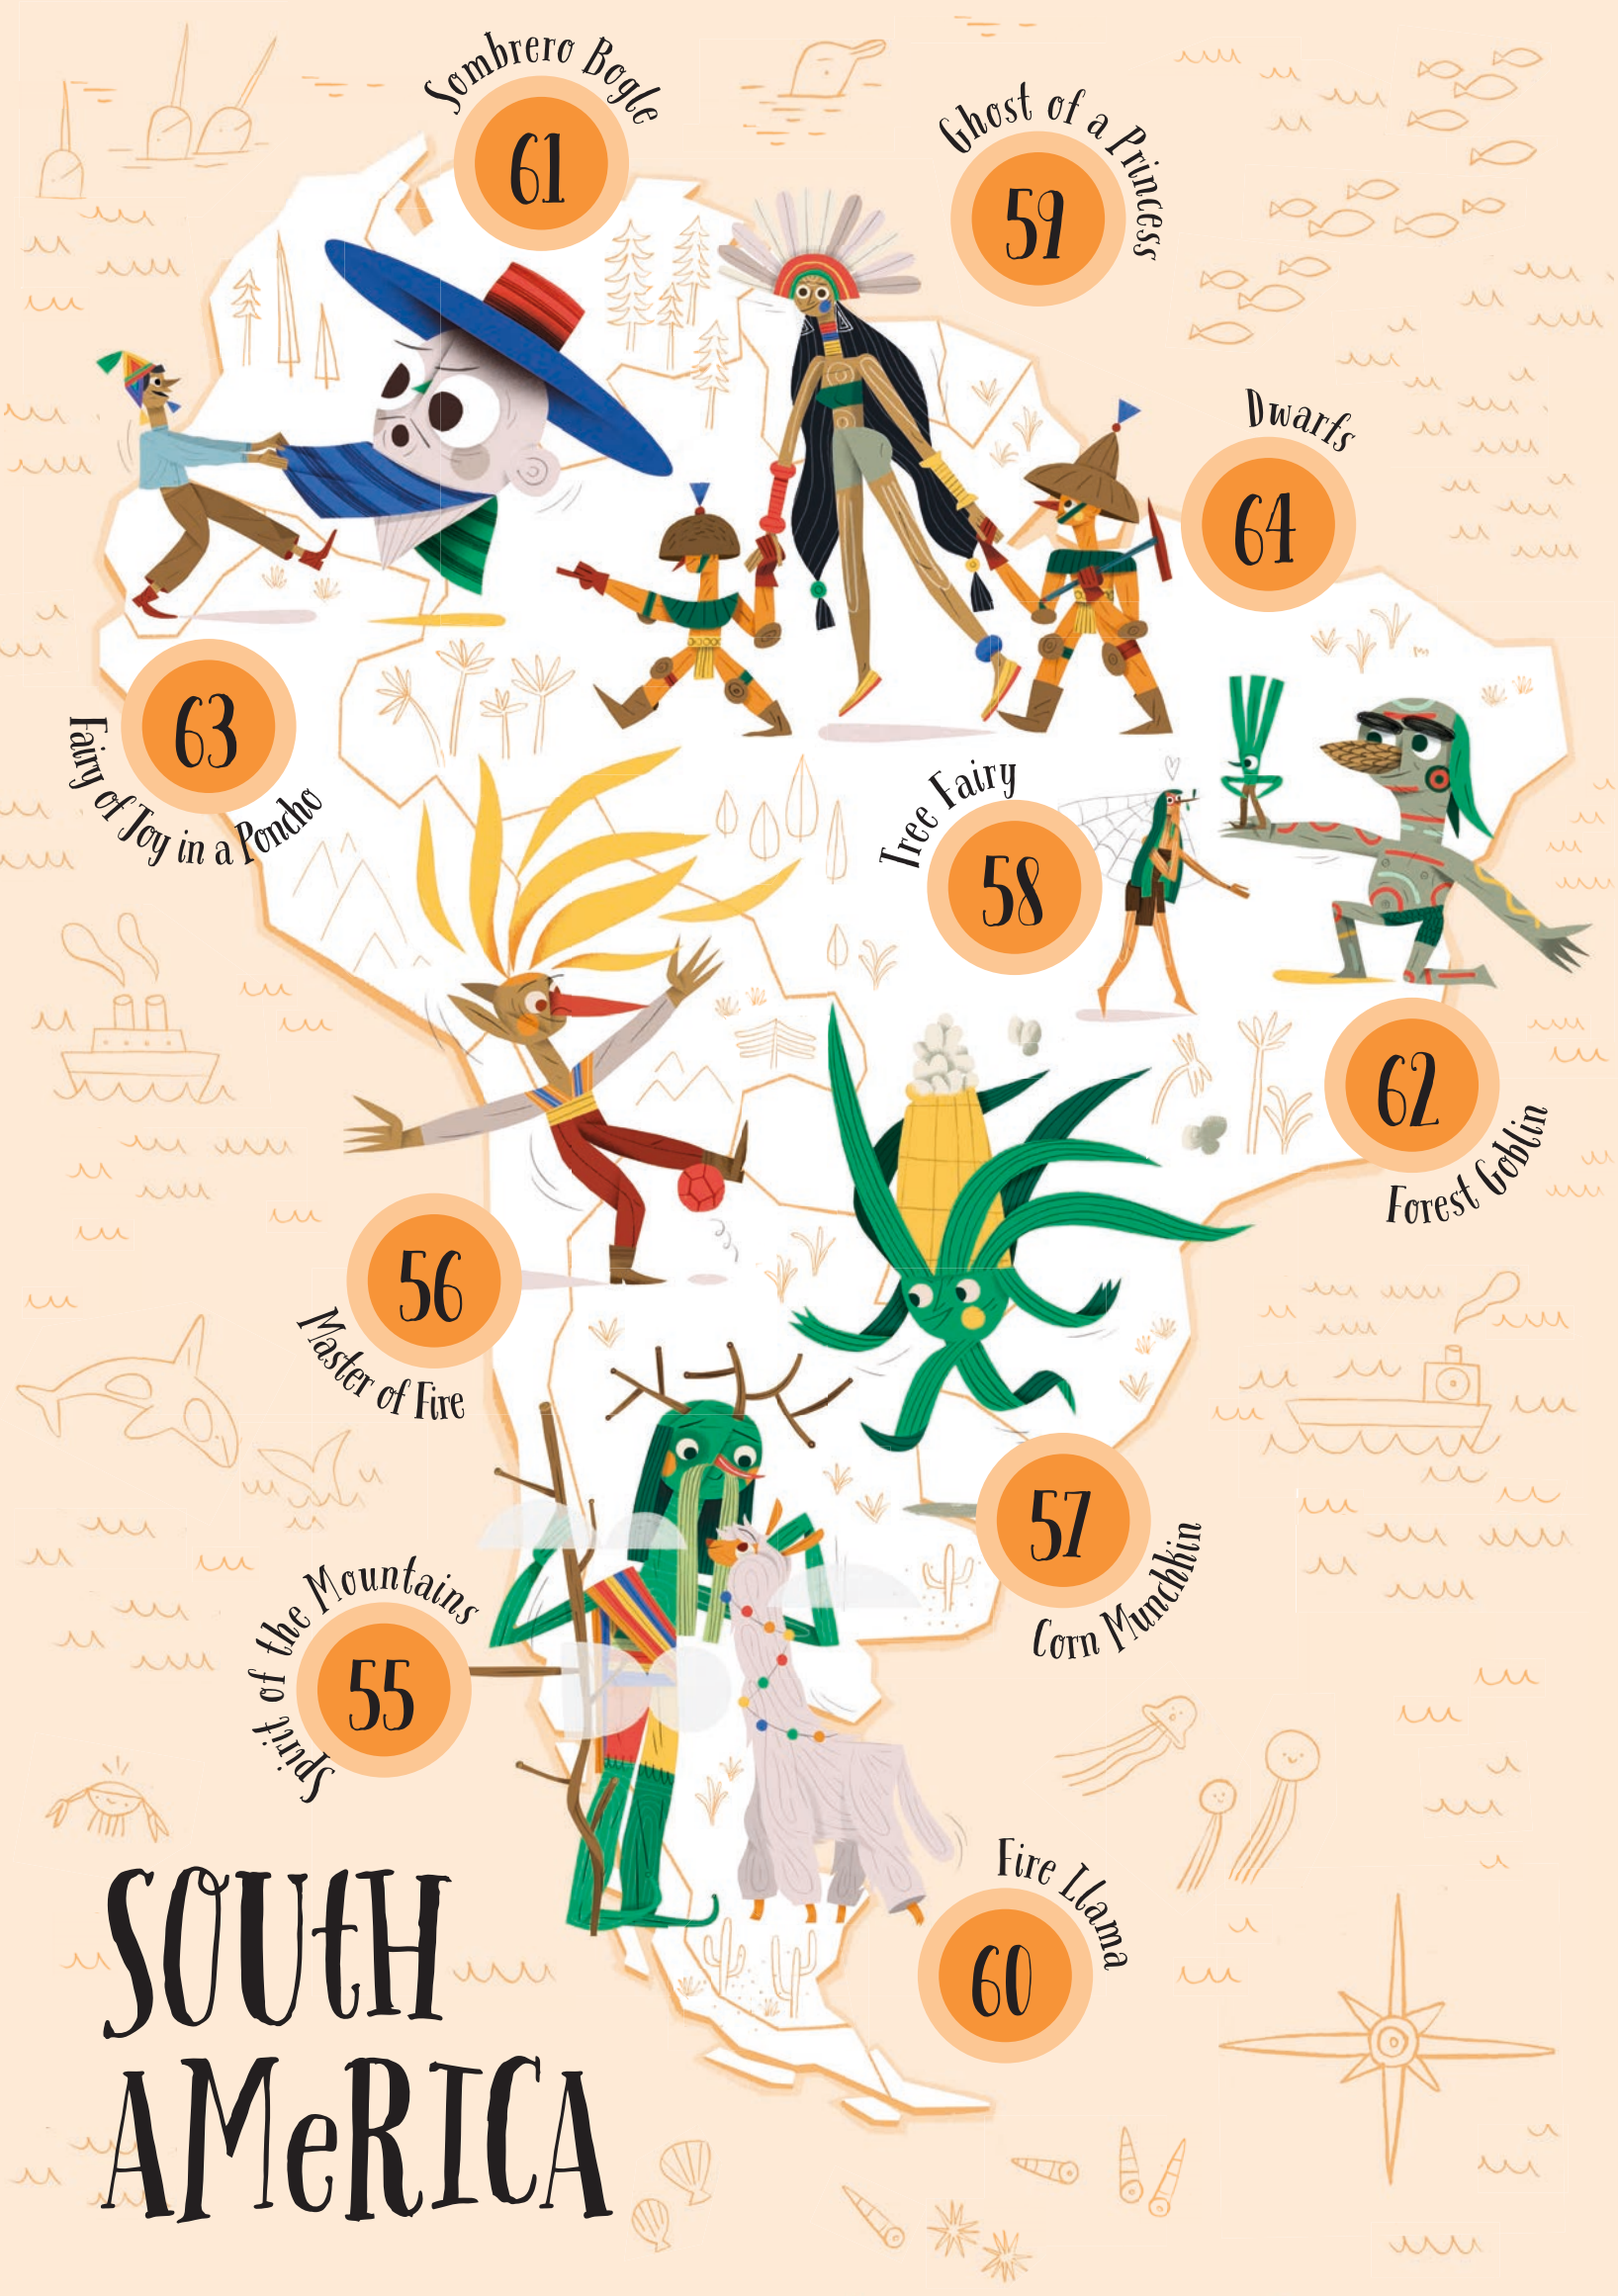 Sombrero Bogle
61
Ghost of a Princess
59
Dwarfs
64
63
Fairy of Joy in a Poncho
Tree Fairy
58
62
Forest Goblin
56
Master of Fire
57
Corn Munchkin
Spirit of the Mountains
55
Fire Llama
60
SOUtH
AMeRICA